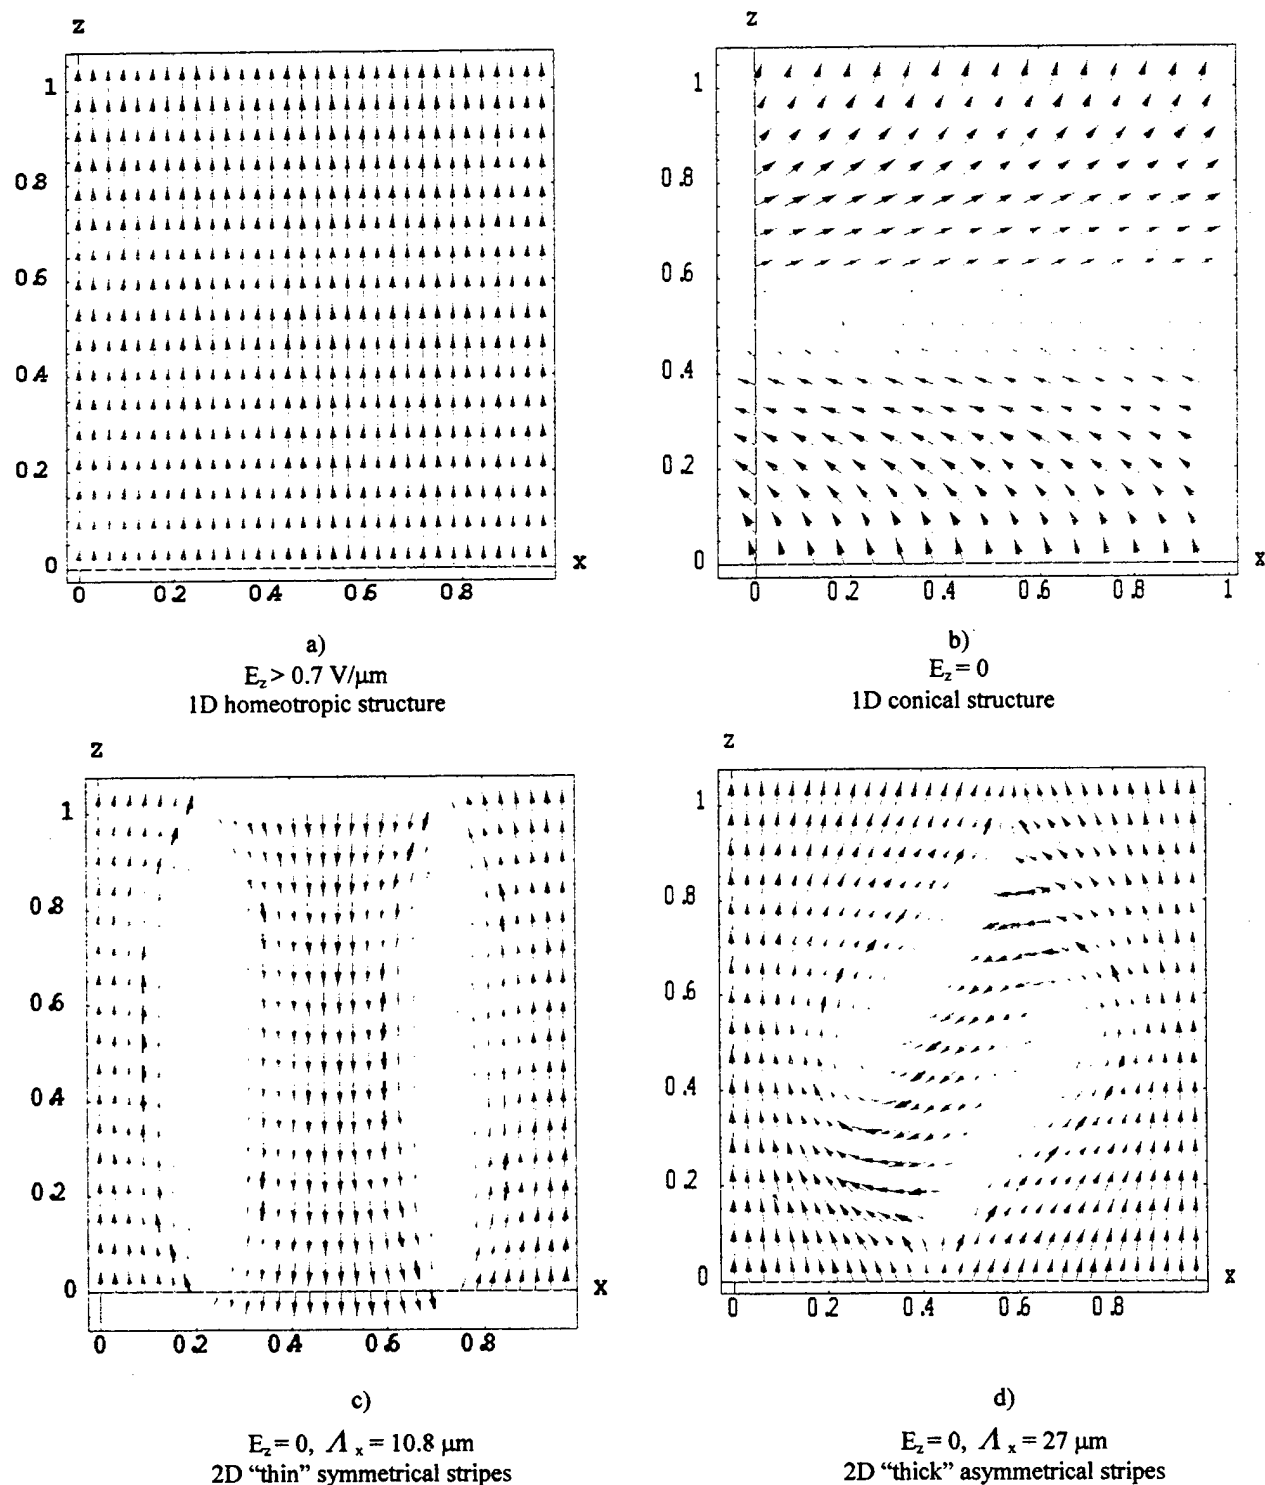 z
1
0.8
0.6
0.4
0.2
0
x
0 0.2 0.4 0.6 0.8
a)
E_z > 0.7 V/μm
1D homeotropic structure
z
1
0.8
0.6
0.4
0.2
0
x
0 0.2 0.4 0.6 0.8 1
b)
E_z = 0
1D conical structure
z
1
0.8
0.6
0.4
0.2
0
x
0 0.2 0.4 0.6 0.8
c)
E_z = 0, Λ_x = 10.8 μm
2D “thin” symmetrical stripes
z
1
0.8
0.6
0.4
0.2
0
x
0 0.2 0.4 0.6 0.8
d)
E_z = 0, Λ_x = 27 μm
2D “thick” asymmetrical stripes